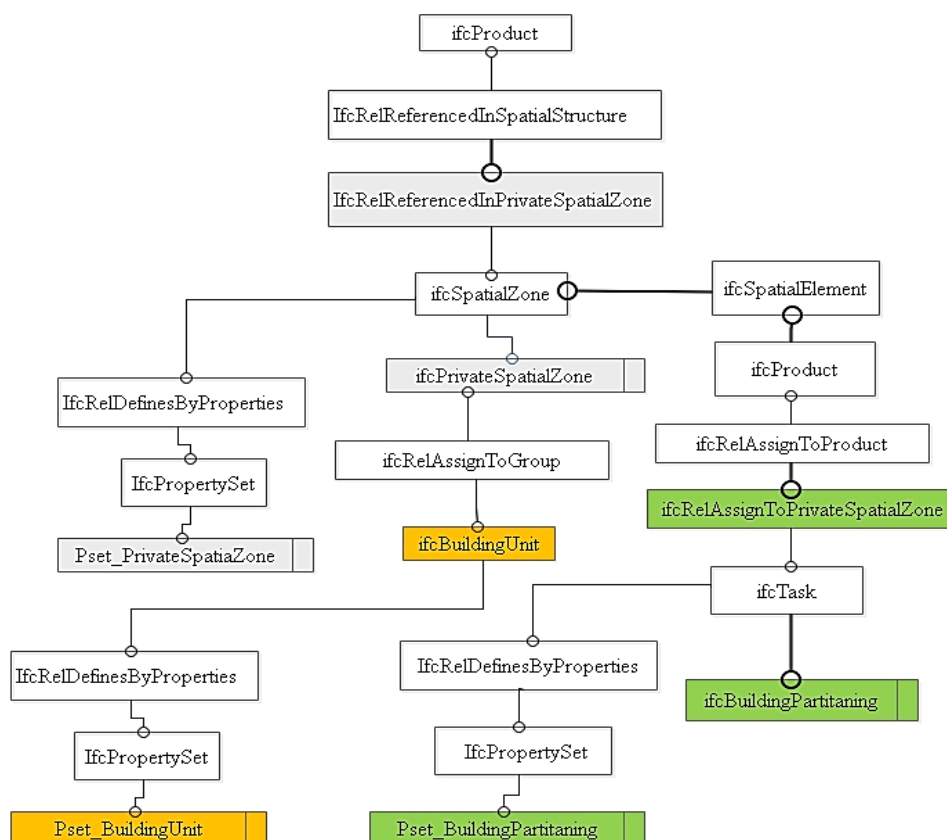 ifcProduct
IfcRelReferencedInSpatialStructure
IfcRelReferencedInPrivateSpatialZone
ifcSpatialZone
ifcSpatialElement
ifcPrivateSpatialZone
ifcProduct
IfcRelDefinesByProperties
ifcRelAssignToGroup
ifcRelAssignToProduct
IfcPropertySet
ifcRelAssignToPrivateSpatialZone
Pset_PrivateSpatiaZone
ifcBuildingUnit
ifcTask
IfcRelDefinesByProperties
IfcRelDefinesByProperties
ifcBuildingPartitaning
IfcPropertySet
IfcPropertySet
Pset_BuildingUnit
Pset_BuildingPartitaning